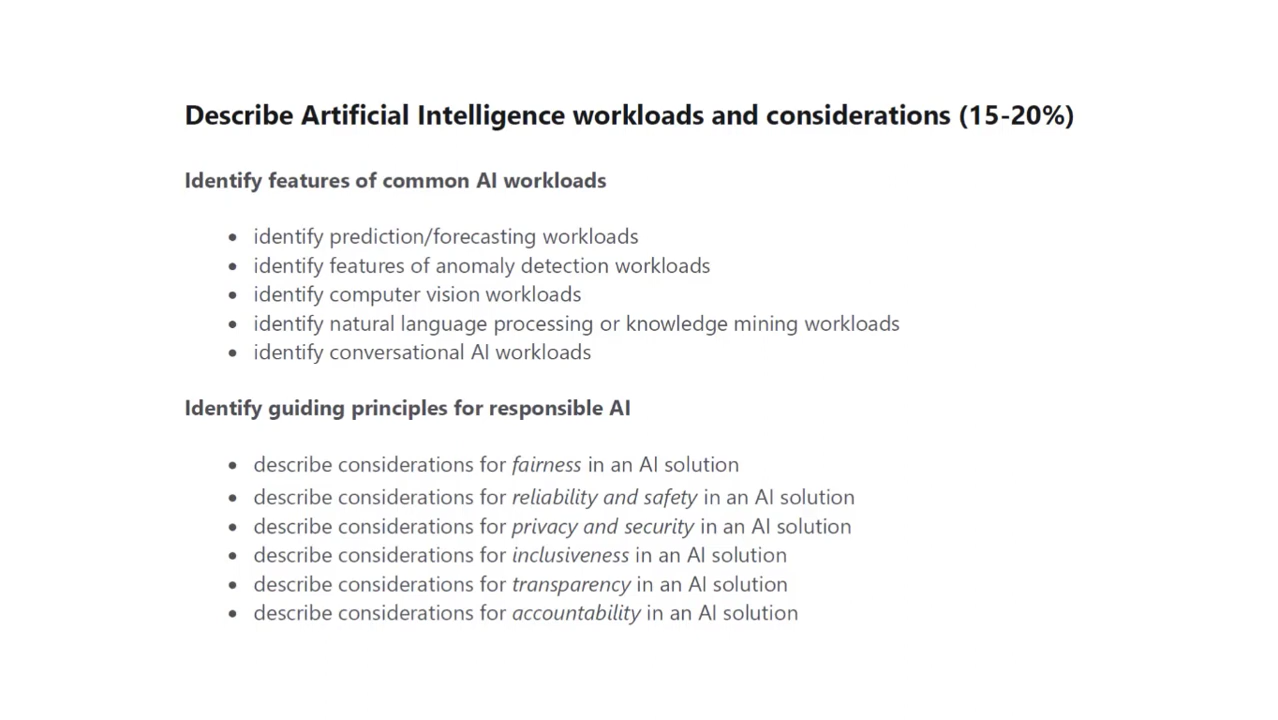 Describe Artificial Intelligence workloads and considerations (15-20%)
Identify features of common AI workloads
• identify prediction/forecasting workloads
• identify features of anomaly detection workloads
• identify computer vision workloads
• identify natural language processing or knowledge mining workloads
• identify conversational AI workloads
Identify guiding principles for responsible AI
• describe considerations for fairness in an AI solution
• describe considerations for reliability and safety in an AI solution
• describe considerations for privacy and security in an AI solution
• describe considerations for inclusiveness in an AI solution
• describe considerations for transparency in an AI solution
• describe considerations for accountability in an AI solution